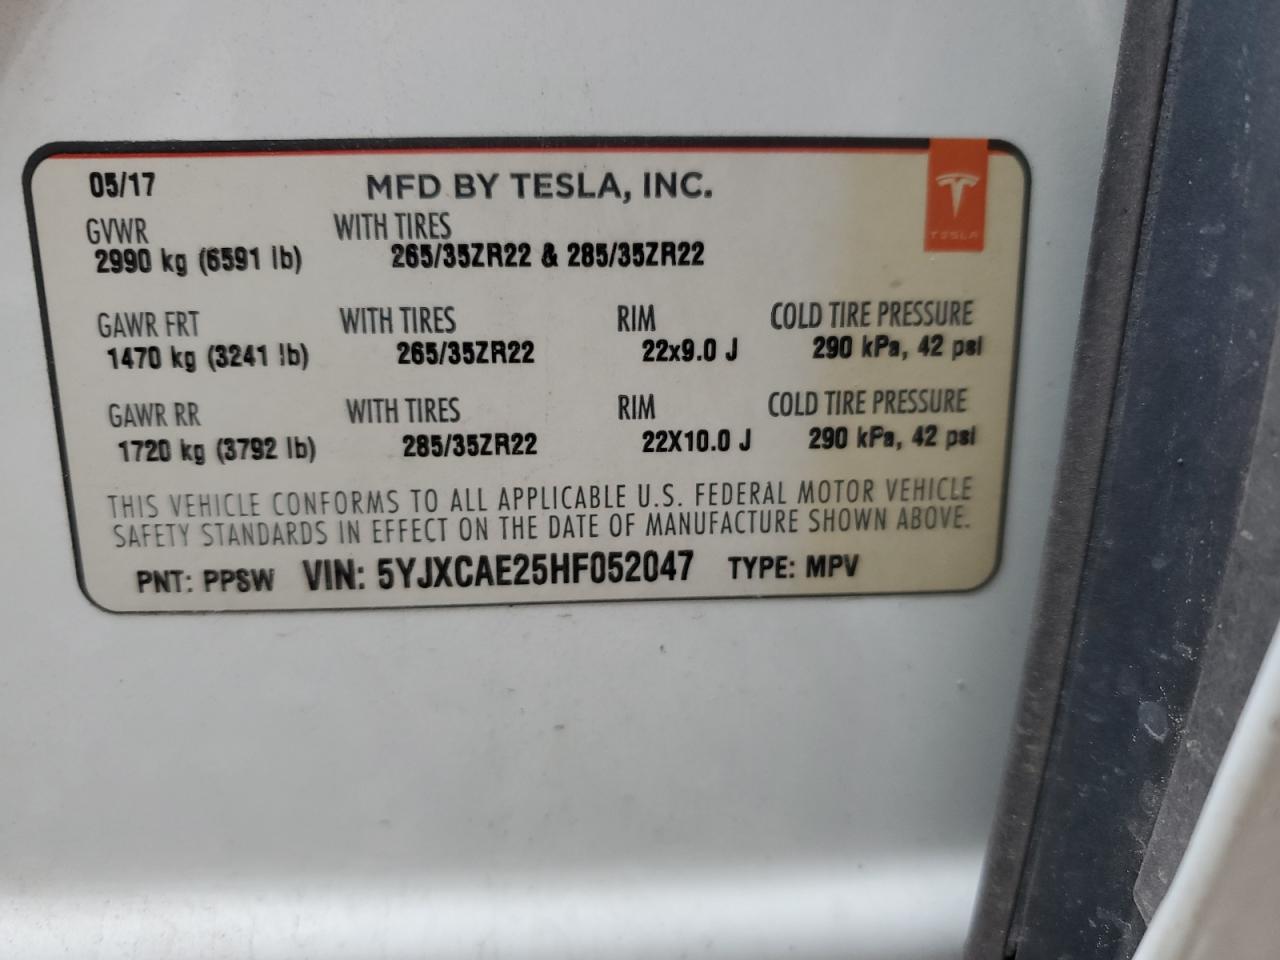 05/17 MFD BY TESLA, INC.
TESLA
GVWR WITH TIRES
2990 kg (6591 lb) 265/35ZR22 & 285/35ZR22
GAWR FRT WITH TIRES RIM COLD TIRE PRESSURE
1470 kg (3241 lb) 265/35ZR22 22x9.0 J 290 kPa, 42 psi
GAWR RR WITH TIRES RIM COLD TIRE PRESSURE
1720 kg (3792 lb) 285/35ZR22 22X10.0 J 290 kPa, 42 psi
THIS VEHICLE CONFORMS TO ALL APPLICABLE U.S. FEDERAL MOTOR VEHICLE
SAFETY STANDARDS IN EFFECT ON THE DATE OF MANUFACTURE SHOWN ABOVE.
PNT: PPSW VIN: 5YJXCAE25HF052047 TYPE: MPV